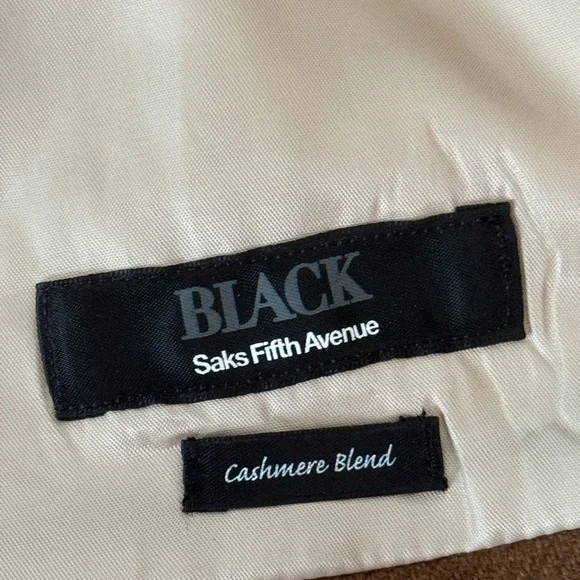 BLACK
Saks Fifth Avenue
Cashmere Blend